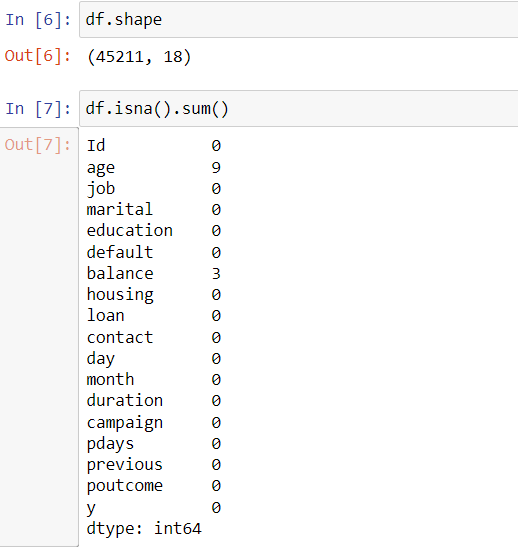 In [6]: df.shape
Out[6]: (45211, 18)
In [7]: df.isna().sum()
Out[7]: Id 0
age 9
job 0
marital 0
education 0
default 0
balance 3
housing 0
loan 0
contact 0
day 0
month 0
duration 0
campaign 0
pdays 0
previous 0
poutcome 0
y 0
dtype: int64